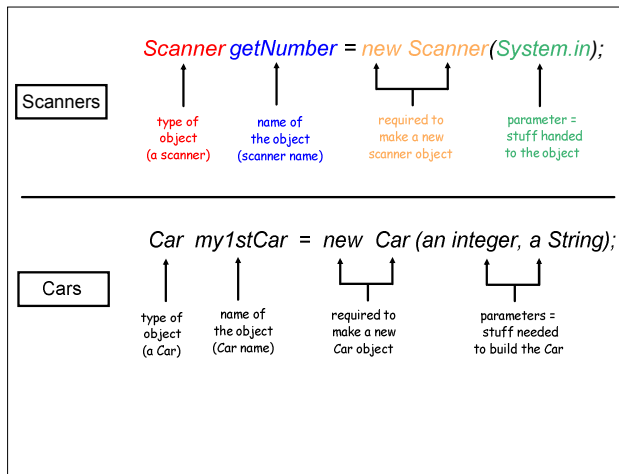 Scanner getNumber = new Scanner(System.in);
Scanners
type of
object
(a scanner)
name of
the object
(scanner name)
required to
make a new
scanner object
parameter =
stuff handed
to the object
Car my1stCar = new Car (an integer, a String);
Cars
type of
object
(a Car)
name of
the object
(Car name)
required to
make a new
Car object
parameters =
stuff needed
to build the Car